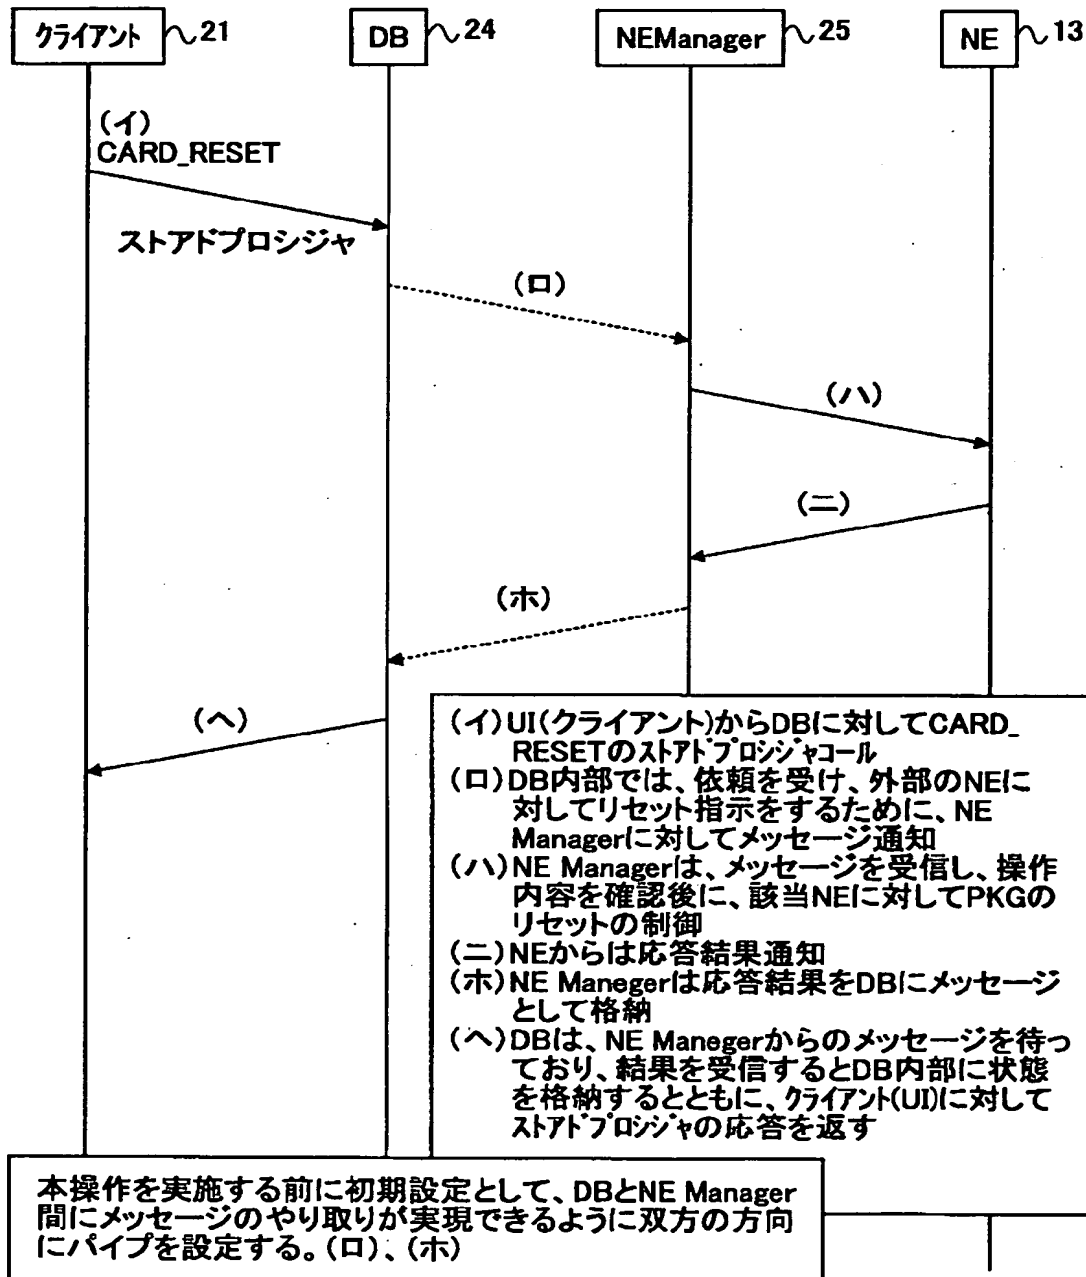 クライアント 21 DB 24 NEManager 25 NE 13
(イ)
CARD_RESET
ストアドプロシジャ
(ロ)
(ハ)
(ニ)
(ホ)
(ヘ)
(イ)UI(クライアント)からDBに対してCARD_
RESETのストアドプロシジャコール
(ロ)DB内部では、依頼を受け、外部のNEに
対してリセット指示をするために、NE
Managerに対してメッセージ通知
(ハ)NE Managerは、メッセージを受信し、操作
内容を確認後に、該当NEに対してPKGの
リセットの制御
(ニ)NEからは応答結果通知
(ホ)NE Manegerは応答結果をDBにメッセージ
として格納
(ヘ)DBは、NE Manegerからのメッセージを待っ
ており、結果を受信するとDB内部に状態
を格納するとともに、クライアント(UI)に対して
ストアドプロシジャの応答を返す
本操作を実施する前に初期設定として、DBとNE Manager
間にメッセージのやり取りが実現できるように双方の方向
にパイプを設定する。(ロ)、(ホ)